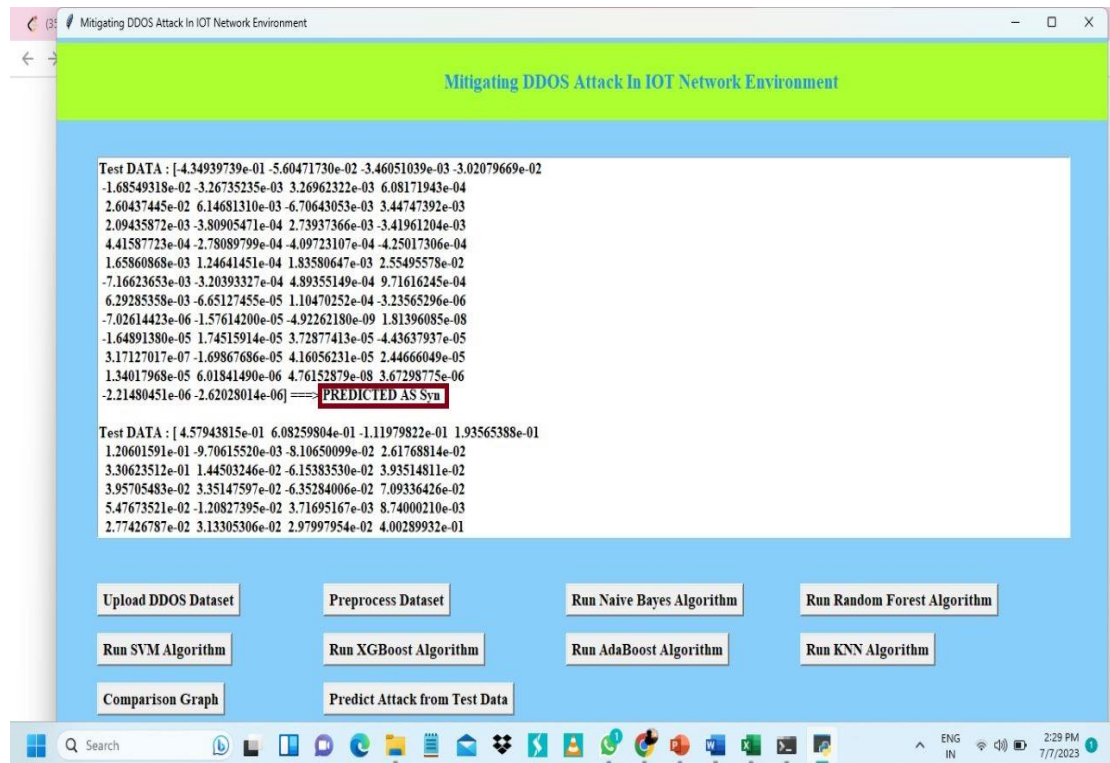 (35
Mitigating DDOS Attack In IOT Network Environment
Mitigating DDOS Attack In IOT Network Environment
Test DATA : [-4.34939739e-01 -5.60471730e-02 -3.46051039e-03 -3.02079669e-02
-1.68549318e-02 -3.26735235e-03 3.26962322e-03 6.08171943e-04
2.60437445e-02 6.14681310e-03 -6.70643053e-03 3.44747392e-03
2.09435872e-03 -3.80905471e-04 2.73937366e-03 -3.41961204e-03
4.41587723e-04 -2.78089799e-04 -4.09723107e-04 -4.25017306e-04
1.65860868e-03 1.24641451e-04 1.83580647e-03 2.55495578e-02
-7.16623653e-03 -3.20393327e-04 4.89355149e-04 9.71616245e-04
6.29285358e-03 -6.65127455e-05 1.10470252e-04 -3.23565296e-06
-7.02614423e-06 -1.57614200e-05 -4.92262180e-09 1.81396085e-08
-1.64891380e-05 1.74515914e-05 3.72877413e-05 -4.43637937e-05
3.17127017e-07 -1.69867686e-05 4.16056231e-05 2.44666049e-05
1.34017968e-05 6.01841490e-06 4.76152879e-08 3.67298775e-06
-2.21480451e-06 -2.62028014e-06] ===> PREDICTED AS Syn
Test DATA : [ 4.57943815e-01 6.08259804e-01 -1.11979822e-01 1.93565388e-01
1.20601591e-01 -9.70615520e-03 -8.10650099e-02 2.61768814e-02
3.30623512e-01 1.44503246e-02 -6.15383530e-02 3.93514811e-02
3.95705483e-02 3.35147597e-02 -6.35284006e-02 7.09336426e-02
5.47673521e-02 -1.20827395e-02 3.71695167e-03 8.74000210e-03
2.77426787e-02 3.13305306e-02 2.97997954e-02 4.00289932e-01
Upload DDOS Dataset Preprocess Dataset Run Naive Bayes Algorithm Run Random Forest Algorithm
Run SVM Algorithm Run XGBoost Algorithm Run AdaBoost Algorithm Run KNN Algorithm
Comparison Graph Predict Attack from Test Data
Search ENG IN 2:29 PM
7/7/2023